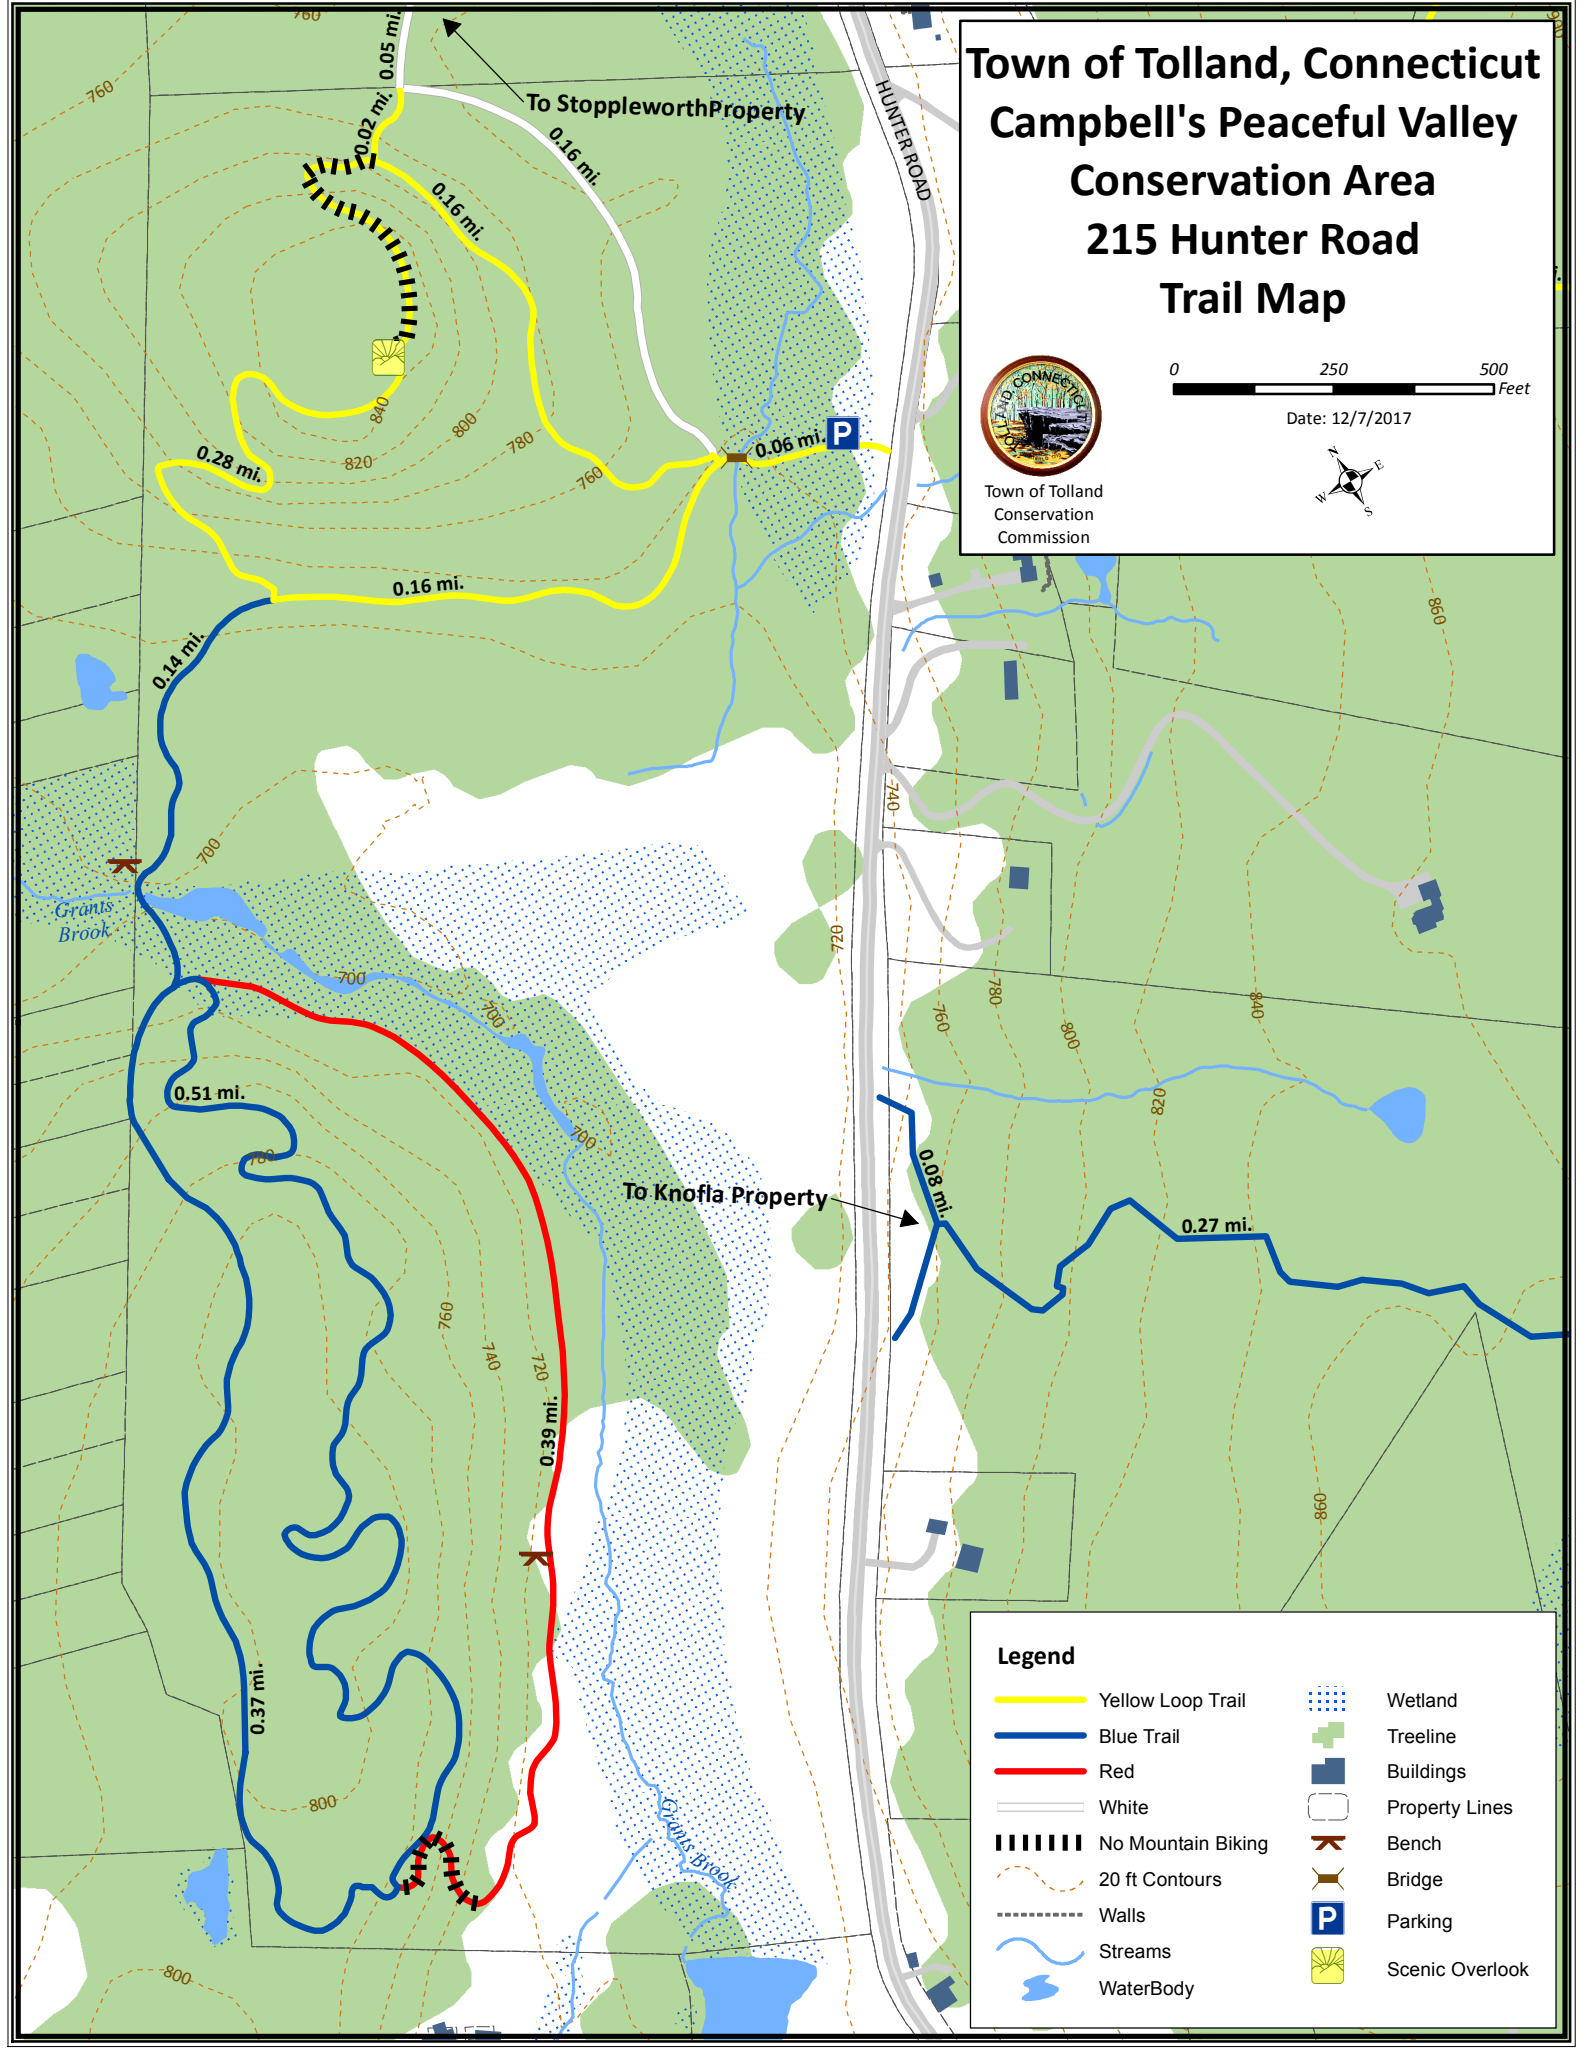 Town of Tolland, Connecticut
Campbell's Peaceful Valley
Conservation Area
215 Hunter Road
Trail Map
0
250
500
Feet
Date: 12/7/2017
N
E
W
S
TOLLAND, CONNECTICUT
Town of Tolland
Conservation
Commission
760
0.05 mi.
To StoppleworthProperty
HUNTER ROAD
900
760
0.02 mi.
0.16 mi.
0.16 mi.
i.
840
800
780
820
760
0.28 mi.
0.06 mi.
P
0.16 mi.
860
0.14 mi.
740
700
Grants
Brook
720
700
700
780
760
840
800
0.51 mi.
820
700
780
To Knofla Property
0.08 mi.
0.27 mi.
760
740
720
0.39 mi.
860
0.37 mi.
800
Grants Brook
800
Legend
Yellow Loop Trail
Blue Trail
Red
White
No Mountain Biking
20 ft Contours
Walls
Streams
WaterBody
Wetland
Treeline
Buildings
Property Lines
Bench
Bridge
P
Parking
Scenic Overlook